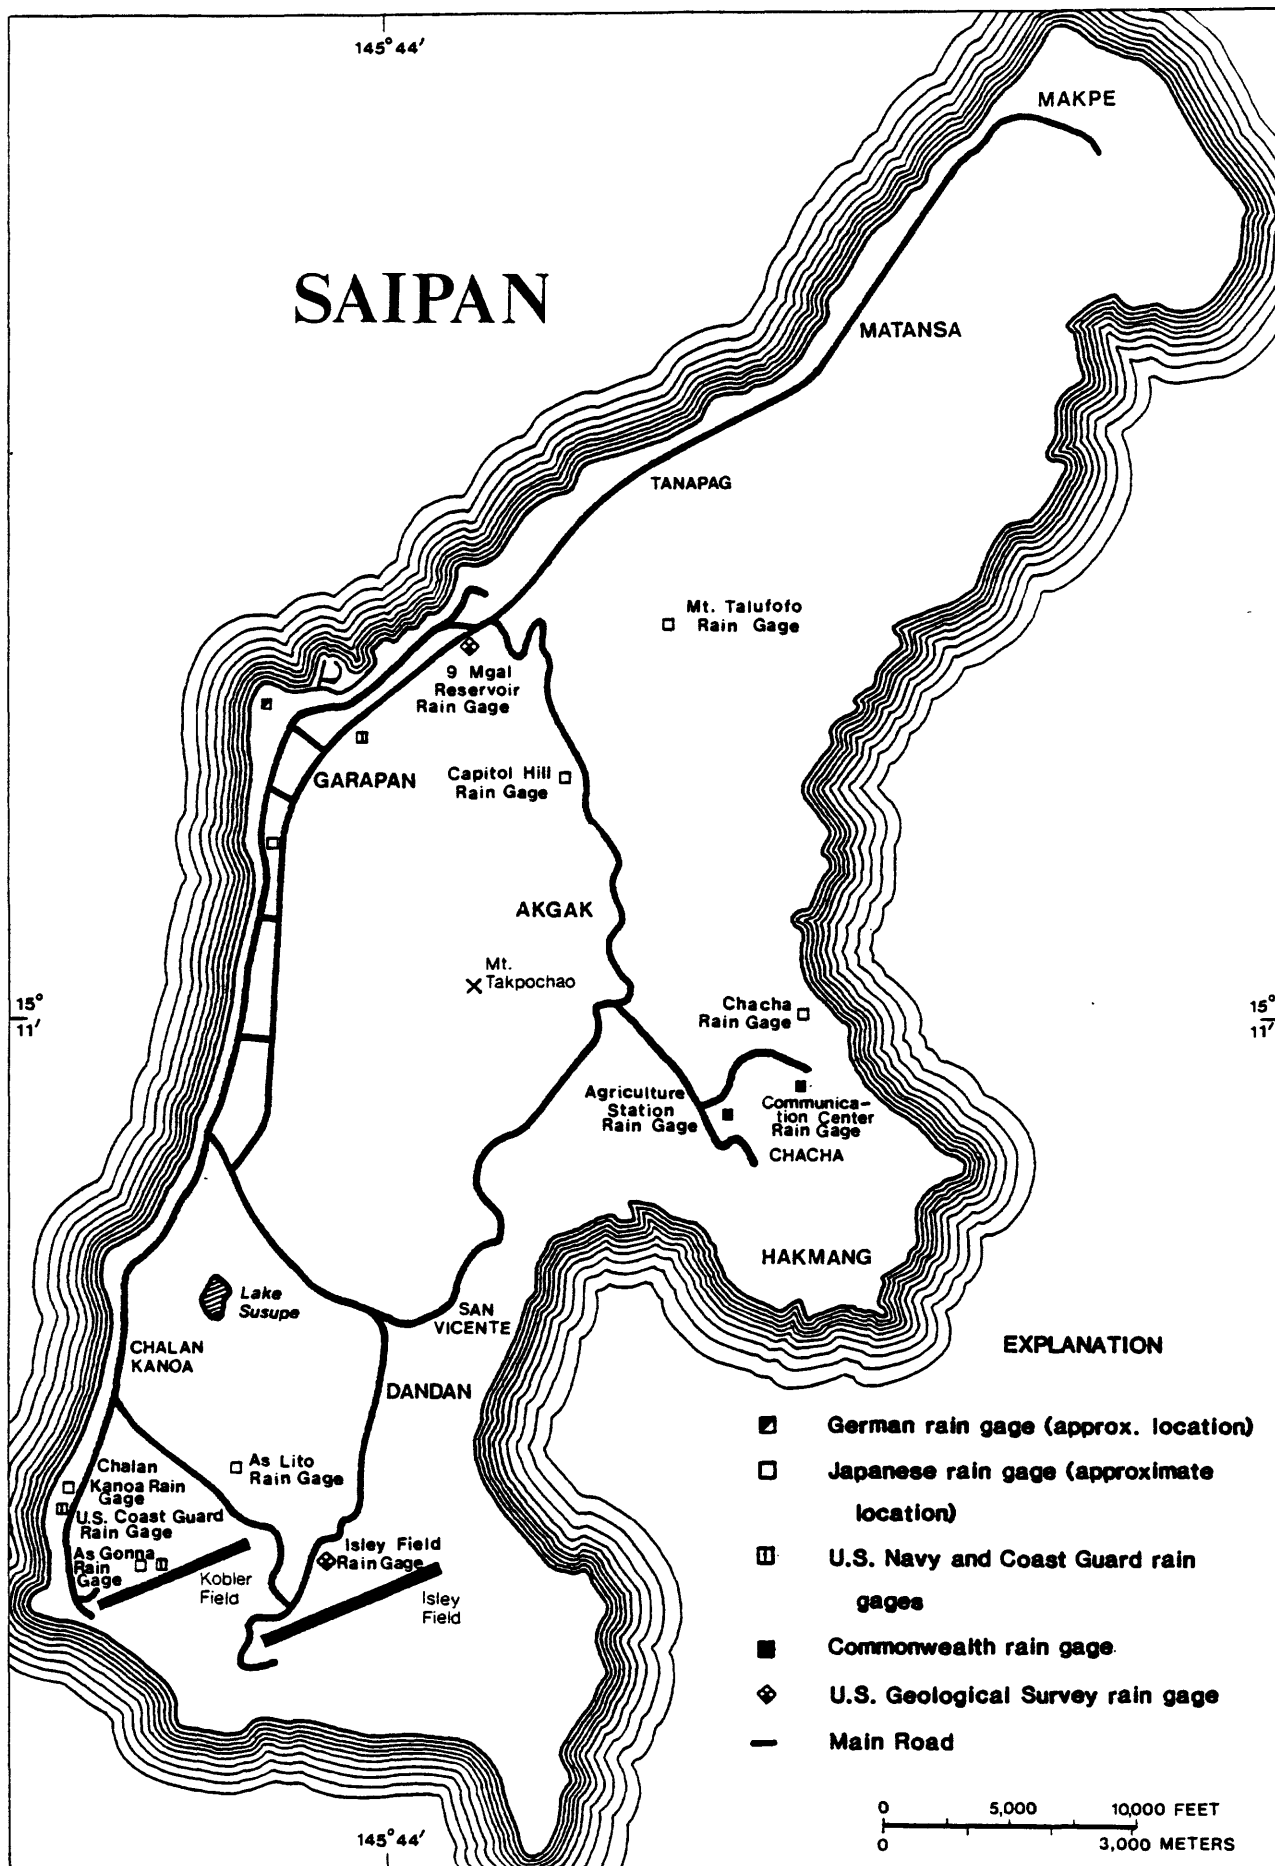 145°44′
MAKPE
SAIPAN
MATANSA
TANAPAG
Mt. Talufofo
Rain Gage
9 Mgal
Reservoir
Rain Gage
GARAPAN
Capitol Hill
Rain Gage
AKGAK
Mt.
Takpochao
15°
11′
15°
11′
Chacha
Rain Gage
Agriculture
Station
Rain Gage
Communica-
tion Center
Rain Gage
CHACHA
HAKMANG
Lake
Susupe
SAN
VICENTE
CHALAN
KANOA
DANDAN
As Lito
Rain Gage
Chalan
Kanoa Rain
Gage
U.S. Coast Guard
Rain Gage
As Gonna
Rain
Gage
Kobler
Field
Isley Field
Rain Gage
Isley
Field
EXPLANATION
German rain gage (approx. location)
Japanese rain gage (approximate
location)
U.S. Navy and Coast Guard rain
gages
Commonwealth rain gage
U.S. Geological Survey rain gage
Main Road
0 5,000 10,000 FEET
0 3,000 METERS
145°44′